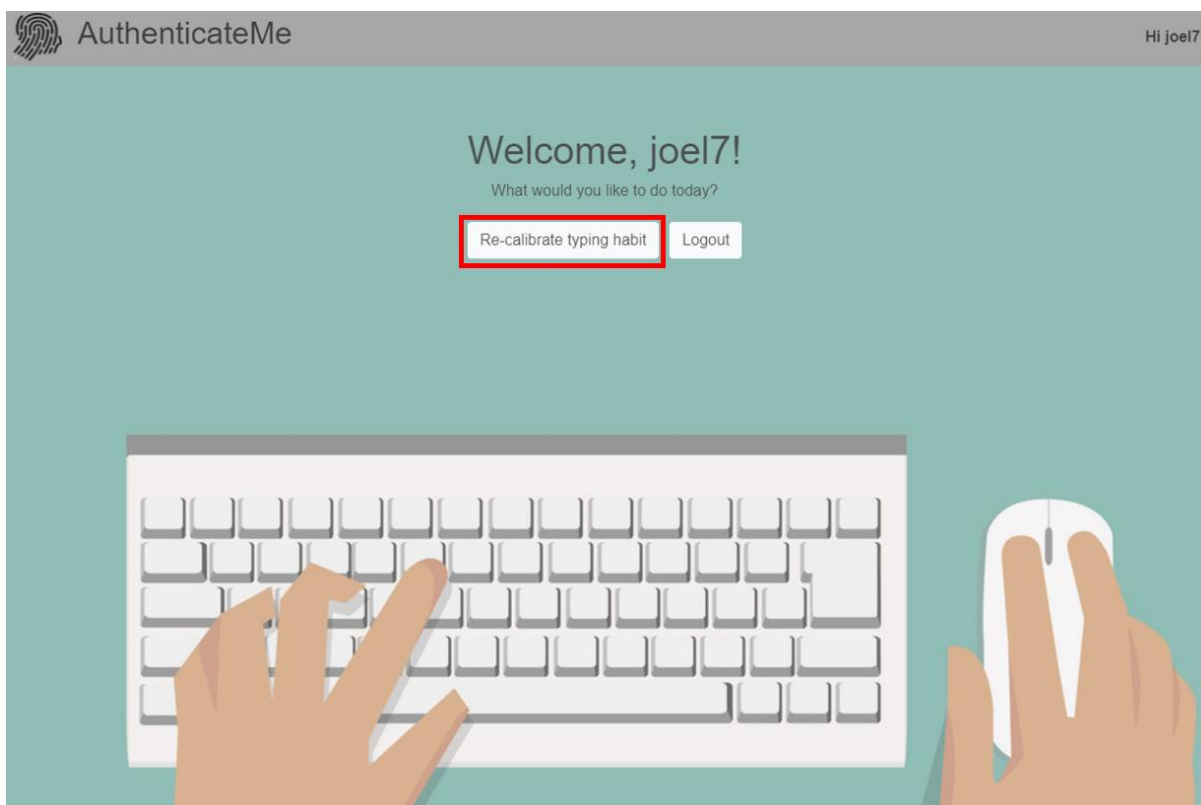 AuthenticateMe
Hi joel7
Welcome, joel7!
What would you like to do today?
Re-calibrate typing habit
Logout